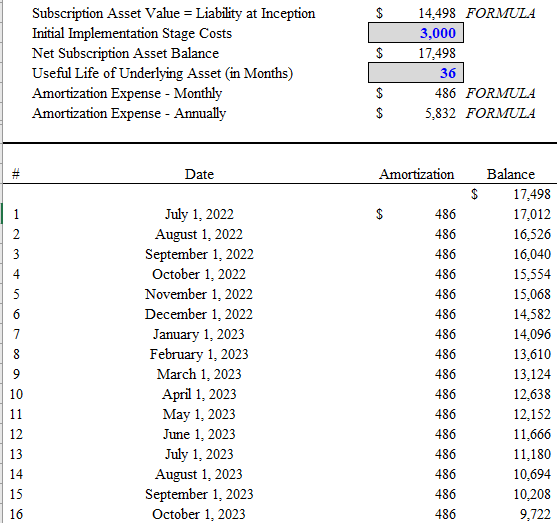 Subscription Asset Value = Liability at Inception $ 14,498 FORMULA
Initial Implementation Stage Costs 3,000
Net Subscription Asset Balance $ 17,498
Useful Life of Underlying Asset (in Months) 36
Amortization Expense - Monthly $ 486 FORMULA
Amortization Expense - Annually $ 5,832 FORMULA
# Date Amortization Balance
$ 17,498
1 July 1, 2022 $ 486 17,012
2 August 1, 2022 486 16,526
3 September 1, 2022 486 16,040
4 October 1, 2022 486 15,554
5 November 1, 2022 486 15,068
6 December 1, 2022 486 14,582
7 January 1, 2023 486 14,096
8 February 1, 2023 486 13,610
9 March 1, 2023 486 13,124
10 April 1, 2023 486 12,638
11 May 1, 2023 486 12,152
12 June 1, 2023 486 11,666
13 July 1, 2023 486 11,180
14 August 1, 2023 486 10,694
15 September 1, 2023 486 10,208
16 October 1, 2023 486 9,722